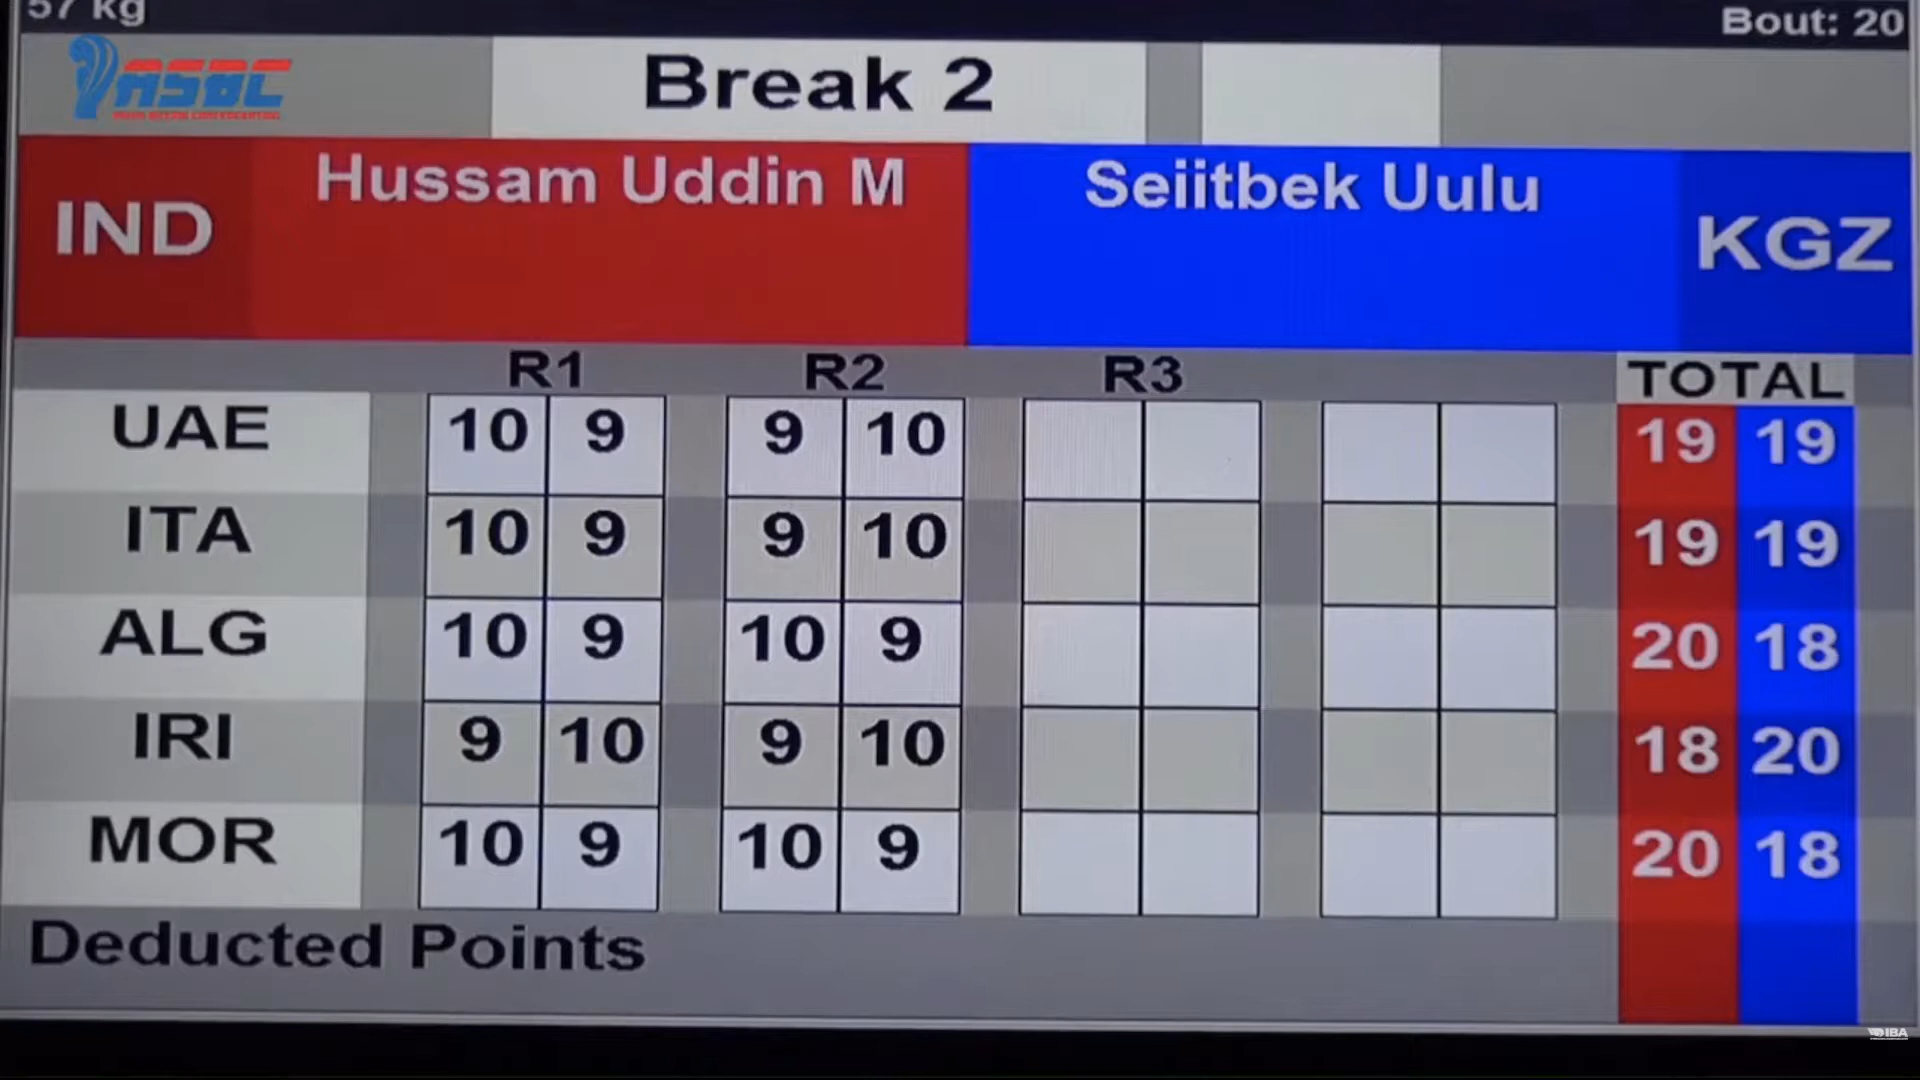 57 kg Bout: 20
ASBC
Break 2
IND Hussam Uddin M Seiitbek Uulu KGZ
R1 R2 R3 TOTAL
UAE 10 9 9 10 19 19
ITA 10 9 9 10 19 19
ALG 10 9 10 9 20 18
IRI 9 10 9 10 18 20
MOR 10 9 10 9 20 18
Deducted Points
IBA